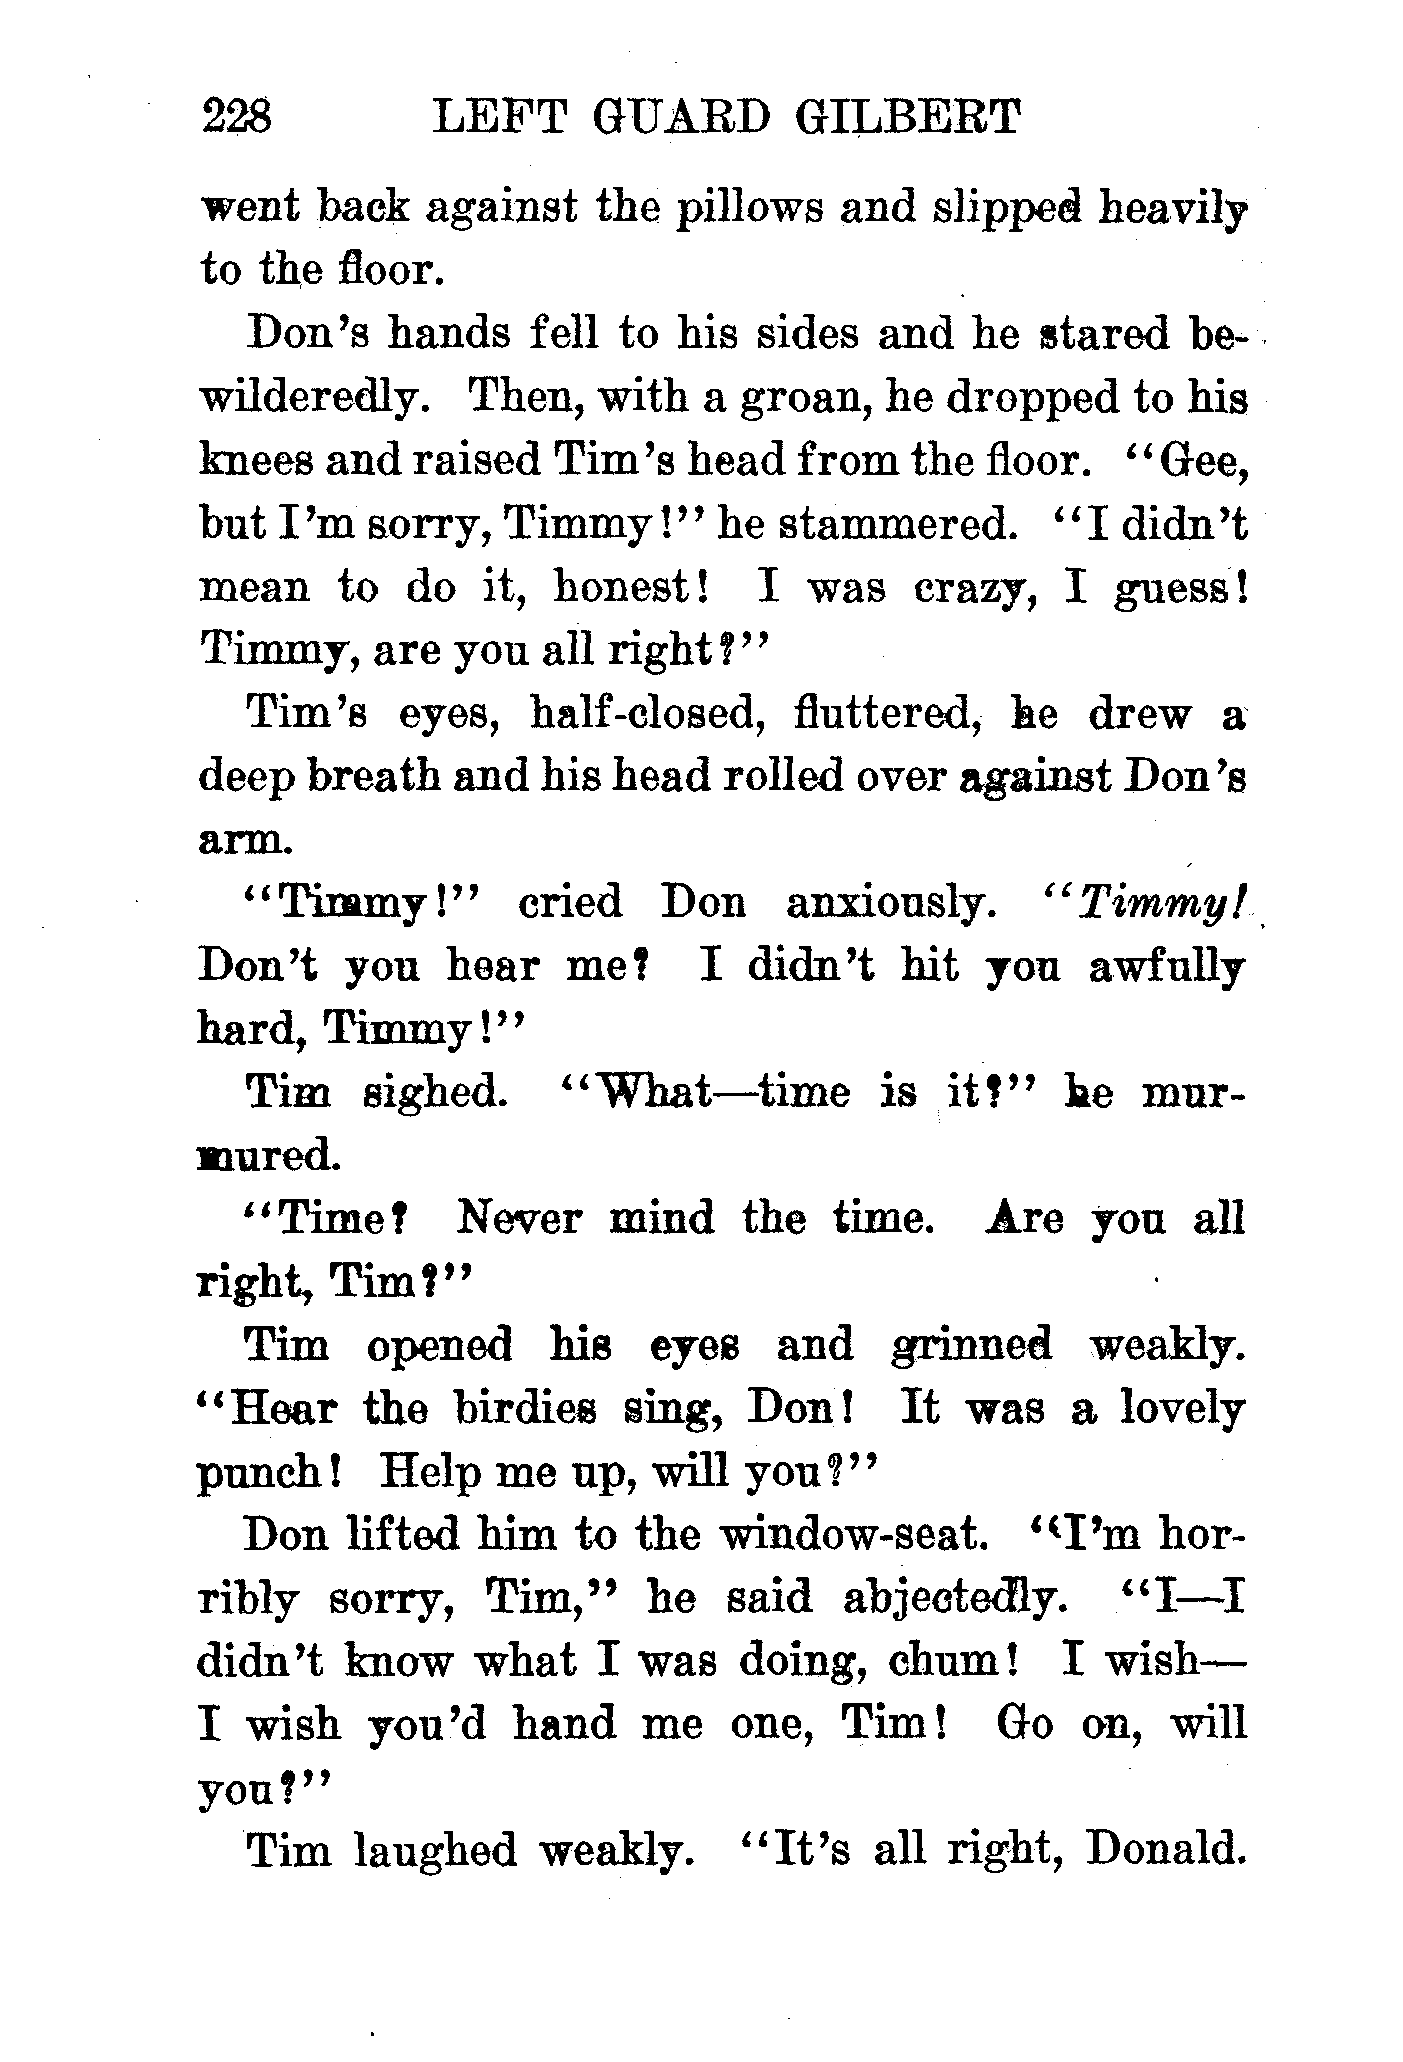 228 LEFT GUARD GILBERT
went back against the pillows and slipped heavily
to the floor.
Don's hands fell to his sides and he stared be-
wilderedly. Then, with a groan, he dropped to his
knees and raised Tim's head from the floor. "Gee,
but I'm sorry, Timmy!" he stammered. "I didn't
mean to do it, honest! I was crazy, I guess!
Timmy, are you all right?"
Tim's eyes, half-closed, fluttered, he drew a
deep breath and his head rolled over against Don's
arm.
"Timmy!" cried Don anxiously. "Timmy!
Don't you hear me? I didn't hit you awfully
hard, Timmy!"
Tim sighed. "What—time is it?" he mur-
mured.
"Time? Never mind the time. Are you all
right, Tim?"
Tim opened his eyes and grinned weakly.
"Hear the birdies sing, Don! It was a lovely
punch! Help me up, will you?"
Don lifted him to the window-seat. "I'm hor-
ribly sorry, Tim," he said abjectedly. "I—I
didn't know what I was doing, chum! I wish—
I wish you'd hand me one, Tim! Go on, will
you?"
Tim laughed weakly. "It's all right, Donald.